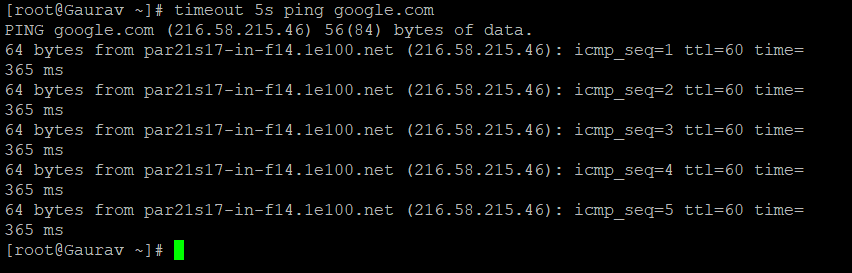 [root@Gaurav ~]# timeout 5s ping google.com
PING google.com (216.58.215.46) 56(84) bytes of data.
64 bytes from par21s17-in-f14.1e100.net (216.58.215.46): icmp_seq=1 ttl=60 time=
365 ms
64 bytes from par21s17-in-f14.1e100.net (216.58.215.46): icmp_seq=2 ttl=60 time=
365 ms
64 bytes from par21s17-in-f14.1e100.net (216.58.215.46): icmp_seq=3 ttl=60 time=
365 ms
64 bytes from par21s17-in-f14.1e100.net (216.58.215.46): icmp_seq=4 ttl=60 time=
365 ms
64 bytes from par21s17-in-f14.1e100.net (216.58.215.46): icmp_seq=5 ttl=60 time=
365 ms
[root@Gaurav ~]#